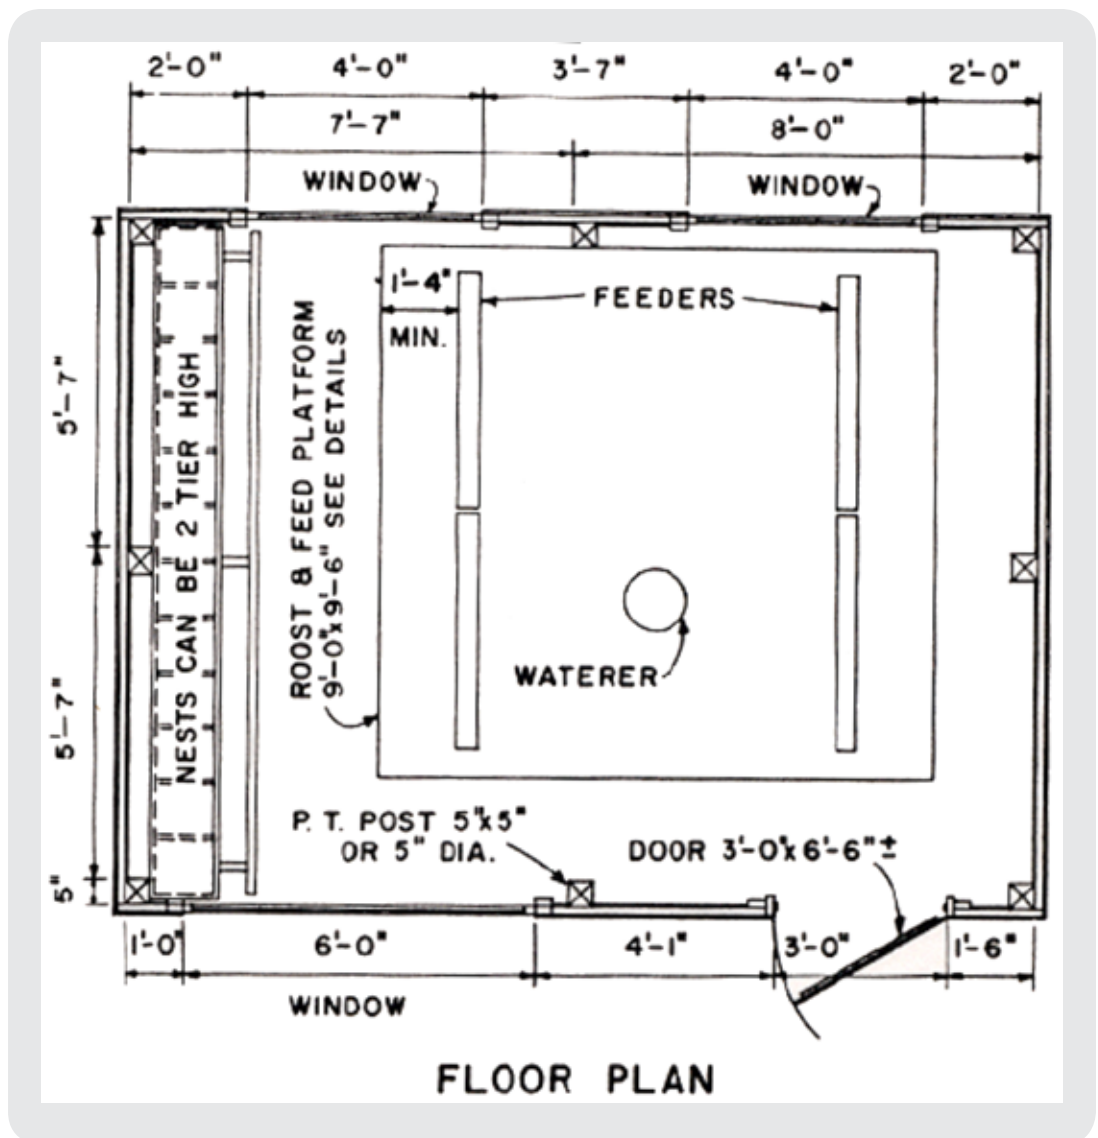 2'-0" 4'-0" 3'-7" 4'-0" 2'-0"
7'-7" 8'-0"
WINDOW WINDOW
1'-4"
MIN.
FEEDERS
5'-7"
NESTS CAN BE 2 TIER HIGH
ROOST & FEED PLATFORM
9'-0"x9'-6" SEE DETAILS
WATERER
5'-7"
P. T. POST 5"x5"
OR 5" DIA.
DOOR 3'-0"x 6'-6" ±
5"
1'-0" 6'-0" 4'-1" 3'-0" 1'-6"
WINDOW
FLOOR PLAN